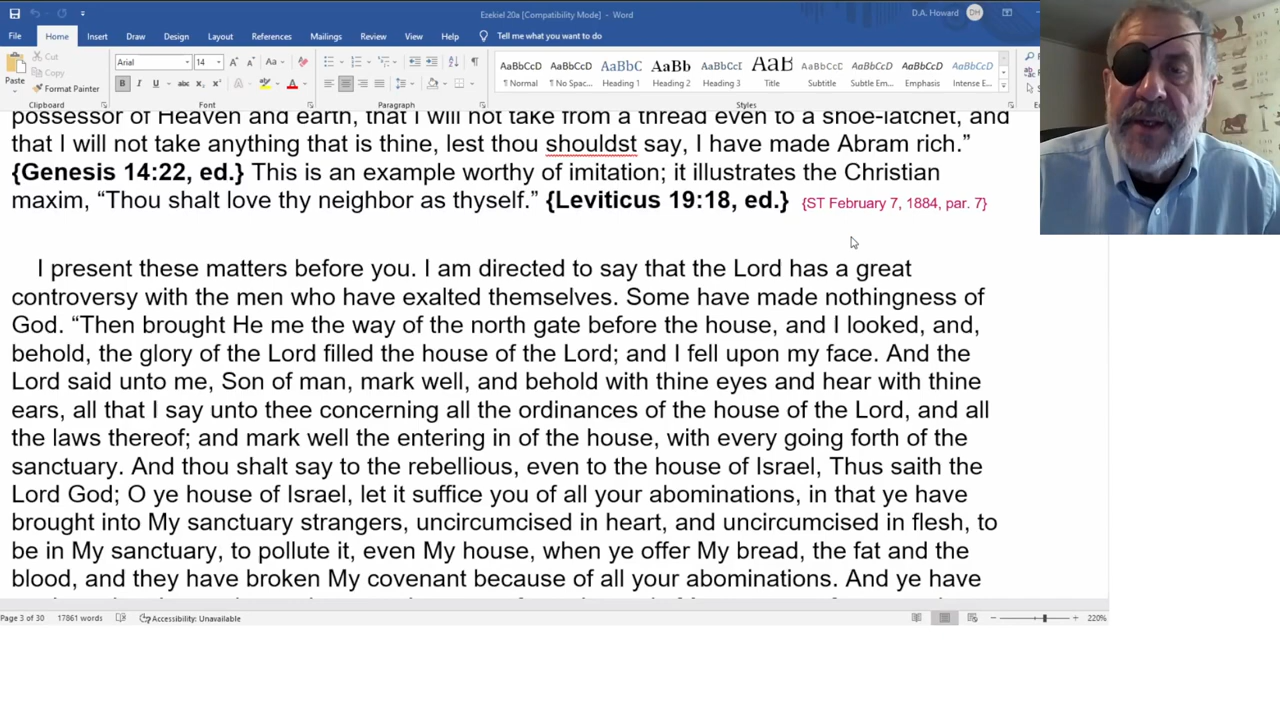 Ezekiel 20a [Compatibility Mode] - Word
D.A. Howard DH
File Home Insert Draw Design Layout References Mailings Review View Help Tell me what you want to do
Paste Cut Copy Format Painter
Arial 14
AaBbCcD AaBbCcD AaBbC AaBb AaBbCcI AaBb AaBbCcD AaBbCcDi AaBbCcDi AaBbCcDi
¶ Normal ¶ No Spac... Heading 1 Heading 2 Heading 3 Title Subtitle Subtle Em... Emphasis Intense E...
Clipboard Font Paragraph Styles
possessor of Heaven and earth, that I will not take from a thread even to a shoe-latchet, and
that I will not take anything that is thine, lest thou shouldst say, I have made Abram rich.”
{Genesis 14:22, ed.} This is an example worthy of imitation; it illustrates the Christian
maxim, “Thou shalt love thy neighbor as thyself.” {Leviticus 19:18, ed.} {ST February 7, 1884, par. 7}
I present these matters before you. I am directed to say that the Lord has a great
controversy with the men who have exalted themselves. Some have made nothingness of
God. “Then brought He me the way of the north gate before the house, and I looked, and,
behold, the glory of the Lord filled the house of the Lord; and I fell upon my face. And the
Lord said unto me, Son of man, mark well, and behold with thine eyes and hear with thine
ears, all that I say unto thee concerning all the ordinances of the house of the Lord, and all
the laws thereof; and mark well the entering in of the house, with every going forth of the
sanctuary. And thou shalt say to the rebellious, even to the house of Israel, Thus saith the
Lord God; O ye house of Israel, let it suffice you of all your abominations, in that ye have
brought into My sanctuary strangers, uncircumcised in heart, and uncircumcised in flesh, to
be in My sanctuary, to pollute it, even My house, when ye offer My bread, the fat and the
blood, and they have broken My covenant because of all your abominations. And ye have
Page 3 of 30 17861 words Accessibility: Unavailable 220%